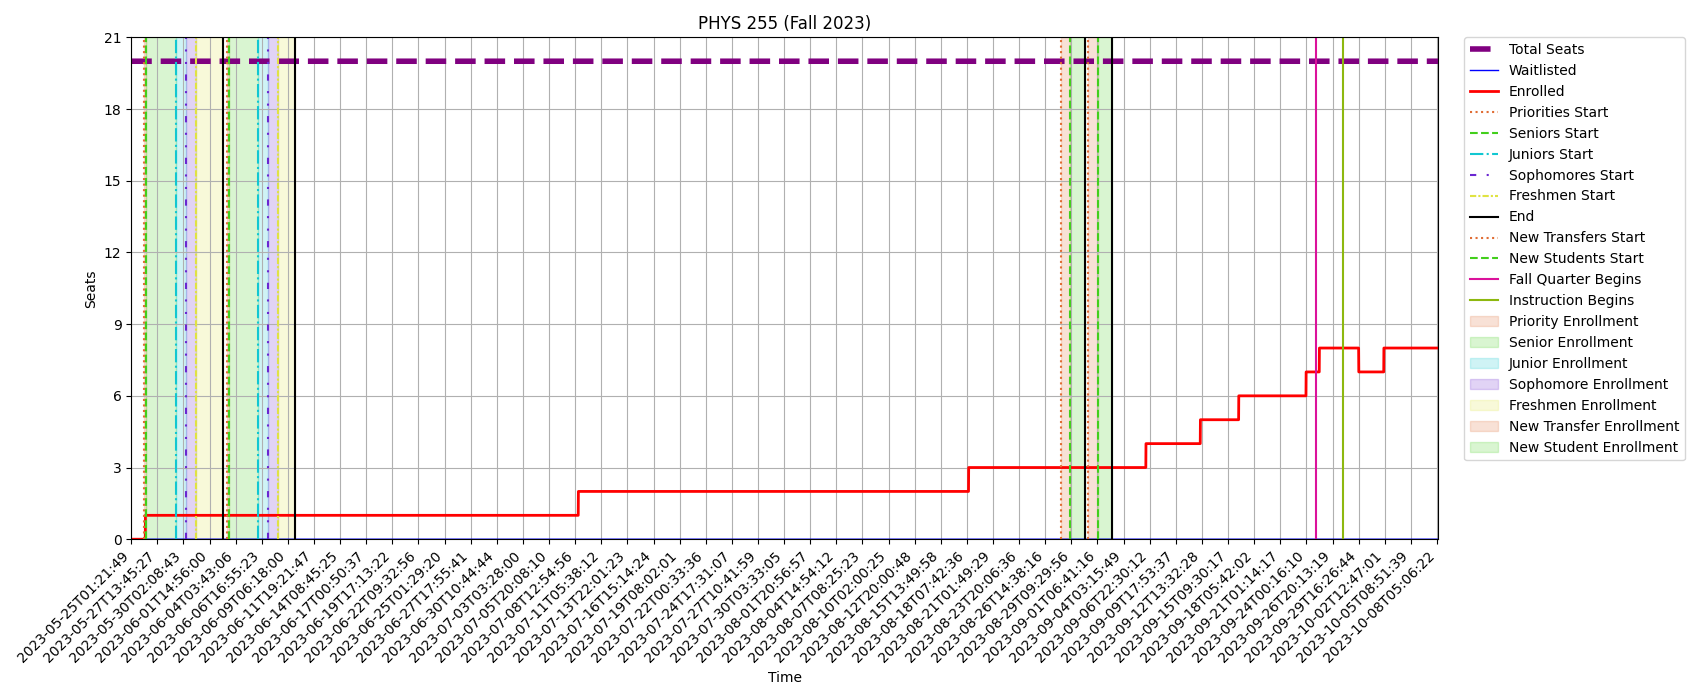 PHYS 255 (Fall 2023)
Seats
21
18
15
12
9
6
3
0
2023-05-25T01:21:49
2023-05-27T13:45:27
2023-05-30T02:08:43
2023-06-01T14:56:00
2023-06-04T03:43:06
2023-06-06T16:55:23
2023-06-09T06:18:00
2023-06-11T19:21:47
2023-06-14T08:45:25
2023-06-17T00:50:37
2023-06-19T17:13:22
2023-06-22T09:32:56
2023-06-25T01:29:20
2023-06-27T17:55:41
2023-06-30T10:44:44
2023-07-03T03:28:00
2023-07-05T20:08:10
2023-07-08T12:54:56
2023-07-11T05:38:12
2023-07-13T22:01:23
2023-07-16T15:14:24
2023-07-19T08:02:01
2023-07-22T00:33:36
2023-07-24T17:31:07
2023-07-27T10:41:59
2023-07-30T03:33:05
2023-08-01T20:56:57
2023-08-04T14:54:12
2023-08-07T08:25:23
2023-08-10T02:00:25
2023-08-12T20:00:48
2023-08-15T13:49:58
2023-08-18T07:42:36
2023-08-21T01:49:29
2023-08-23T20:06:36
2023-08-26T14:38:16
2023-08-29T09:29:56
2023-09-01T06:41:16
2023-09-04T03:15:49
2023-09-06T22:30:12
2023-09-09T17:53:37
2023-09-12T13:32:28
2023-09-15T09:30:17
2023-09-18T05:42:02
2023-09-21T01:14:17
2023-09-24T00:16:10
2023-09-26T20:13:19
2023-09-29T16:26:44
2023-10-02T12:47:01
2023-10-05T08:51:39
2023-10-08T05:06:22
Time
Total Seats
Waitlisted
Enrolled
Priorities Start
Seniors Start
Juniors Start
Sophomores Start
Freshmen Start
End
New Transfers Start
New Students Start
Fall Quarter Begins
Instruction Begins
Priority Enrollment
Senior Enrollment
Junior Enrollment
Sophomore Enrollment
Freshmen Enrollment
New Transfer Enrollment
New Student Enrollment